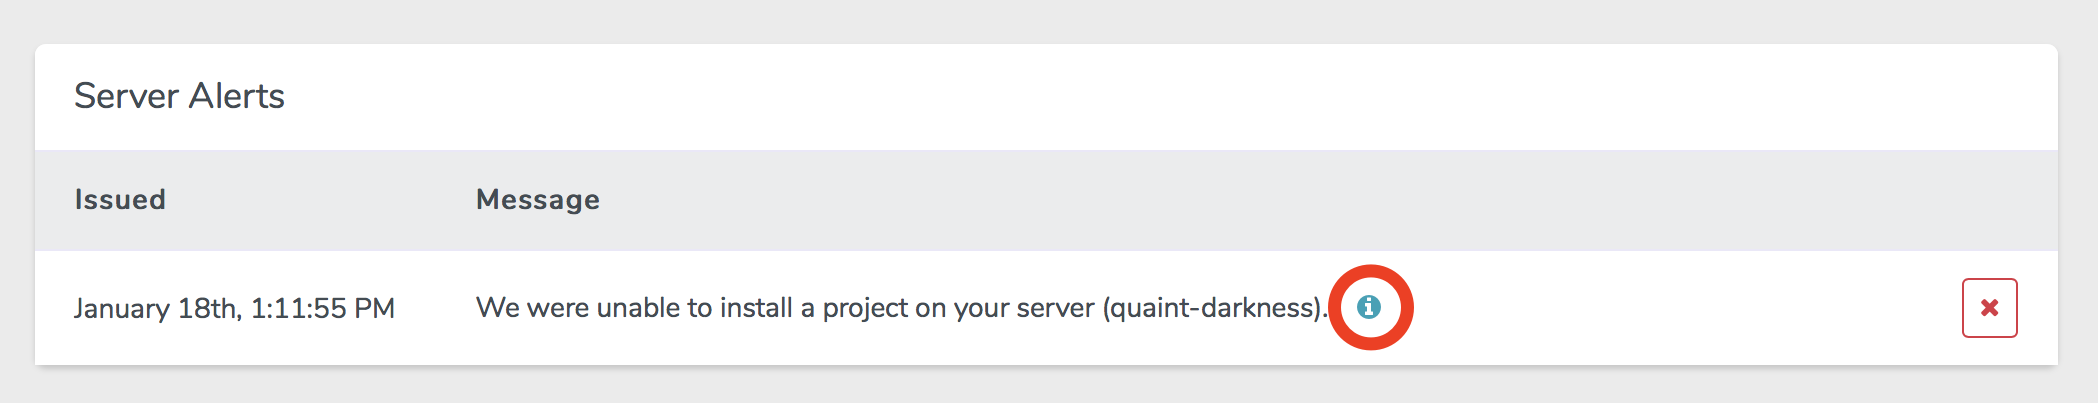 Server Alerts
Issued Message
January 18th, 1:11:55 PM We were unable to install a project on your server (quaint-darkness).